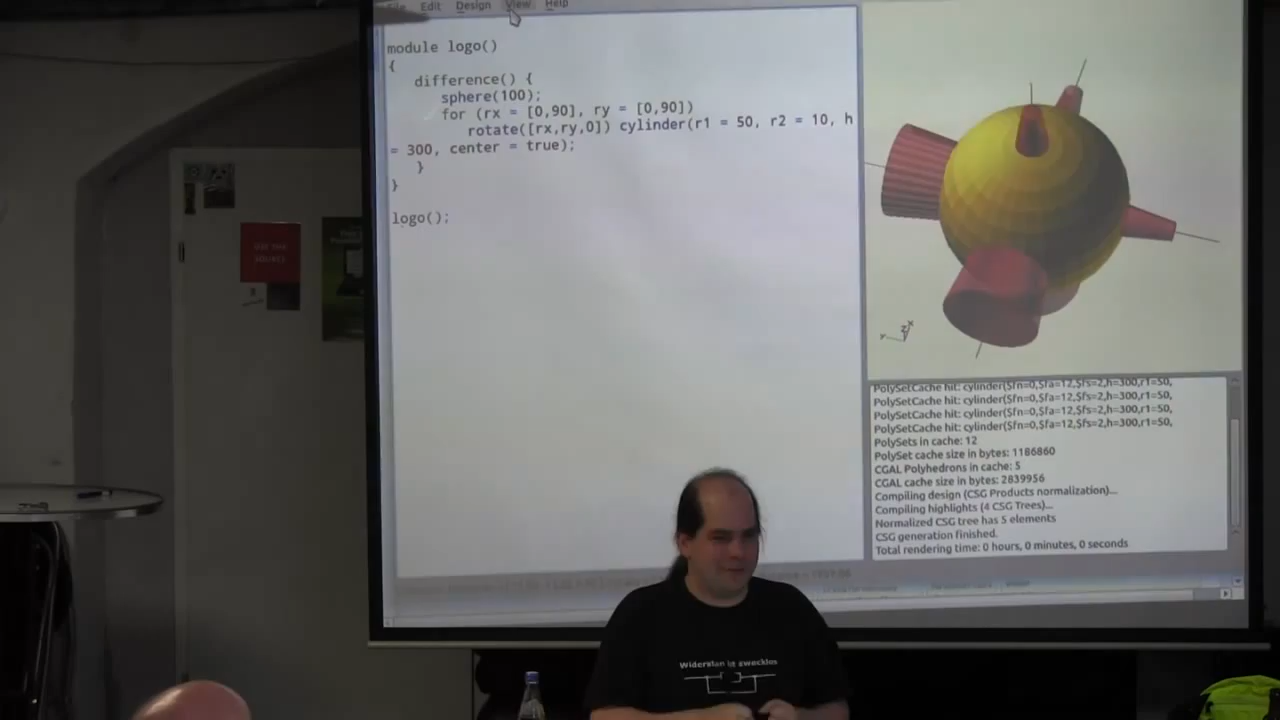 File Edit Design View Help
module logo()
{
difference() {
sphere(100);
for (rx = [0,90], ry = [0,90])
rotate([rx,ry,0]) cylinder(r1 = 50, r2 = 10, h
= 300, center = true);
}
}
logo();
PolySetCache hit: cylinder($fn=0,$fa=12,$fs=2,h=300,r1=50,
PolySetCache hit: cylinder($fn=0,$fa=12,$fs=2,h=300,r1=50,
PolySetCache hit: cylinder($fn=0,$fa=12,$fs=2,h=300,r1=50,
PolySetCache hit: cylinder($fn=0,$fa=12,$fs=2,h=300,r1=50,
PolySets in cache: 12
PolySet cache size in bytes: 1186860
CGAL Polyhedrons in cache: 5
CGAL cache size in bytes: 2839956
Compiling design (CSG Products normalization)...
Compiling highlights (4 CSG Trees)...
Normalized CSG tree has 5 elements
CSG generation finished.
Total rendering time: 0 hours, 0 minutes, 0 seconds
USE THE
SOURCE
Widerstan ist zwecklos